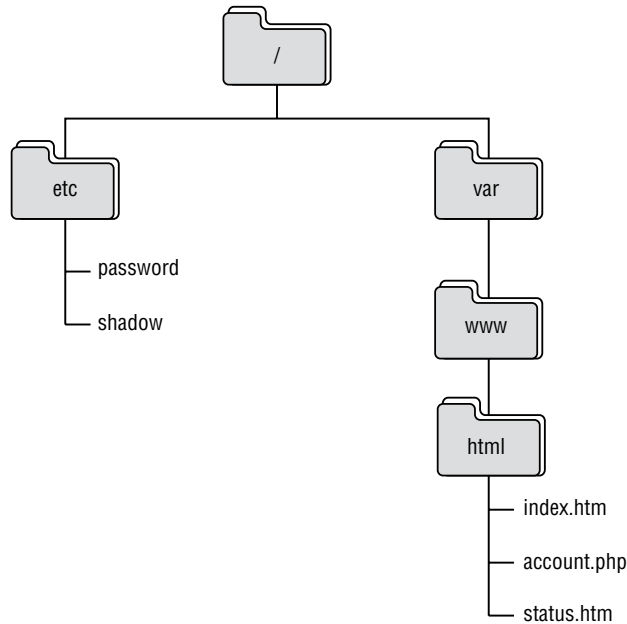 /
etc
var
password
shadow
www
html
index.htm
account.php
status.htm